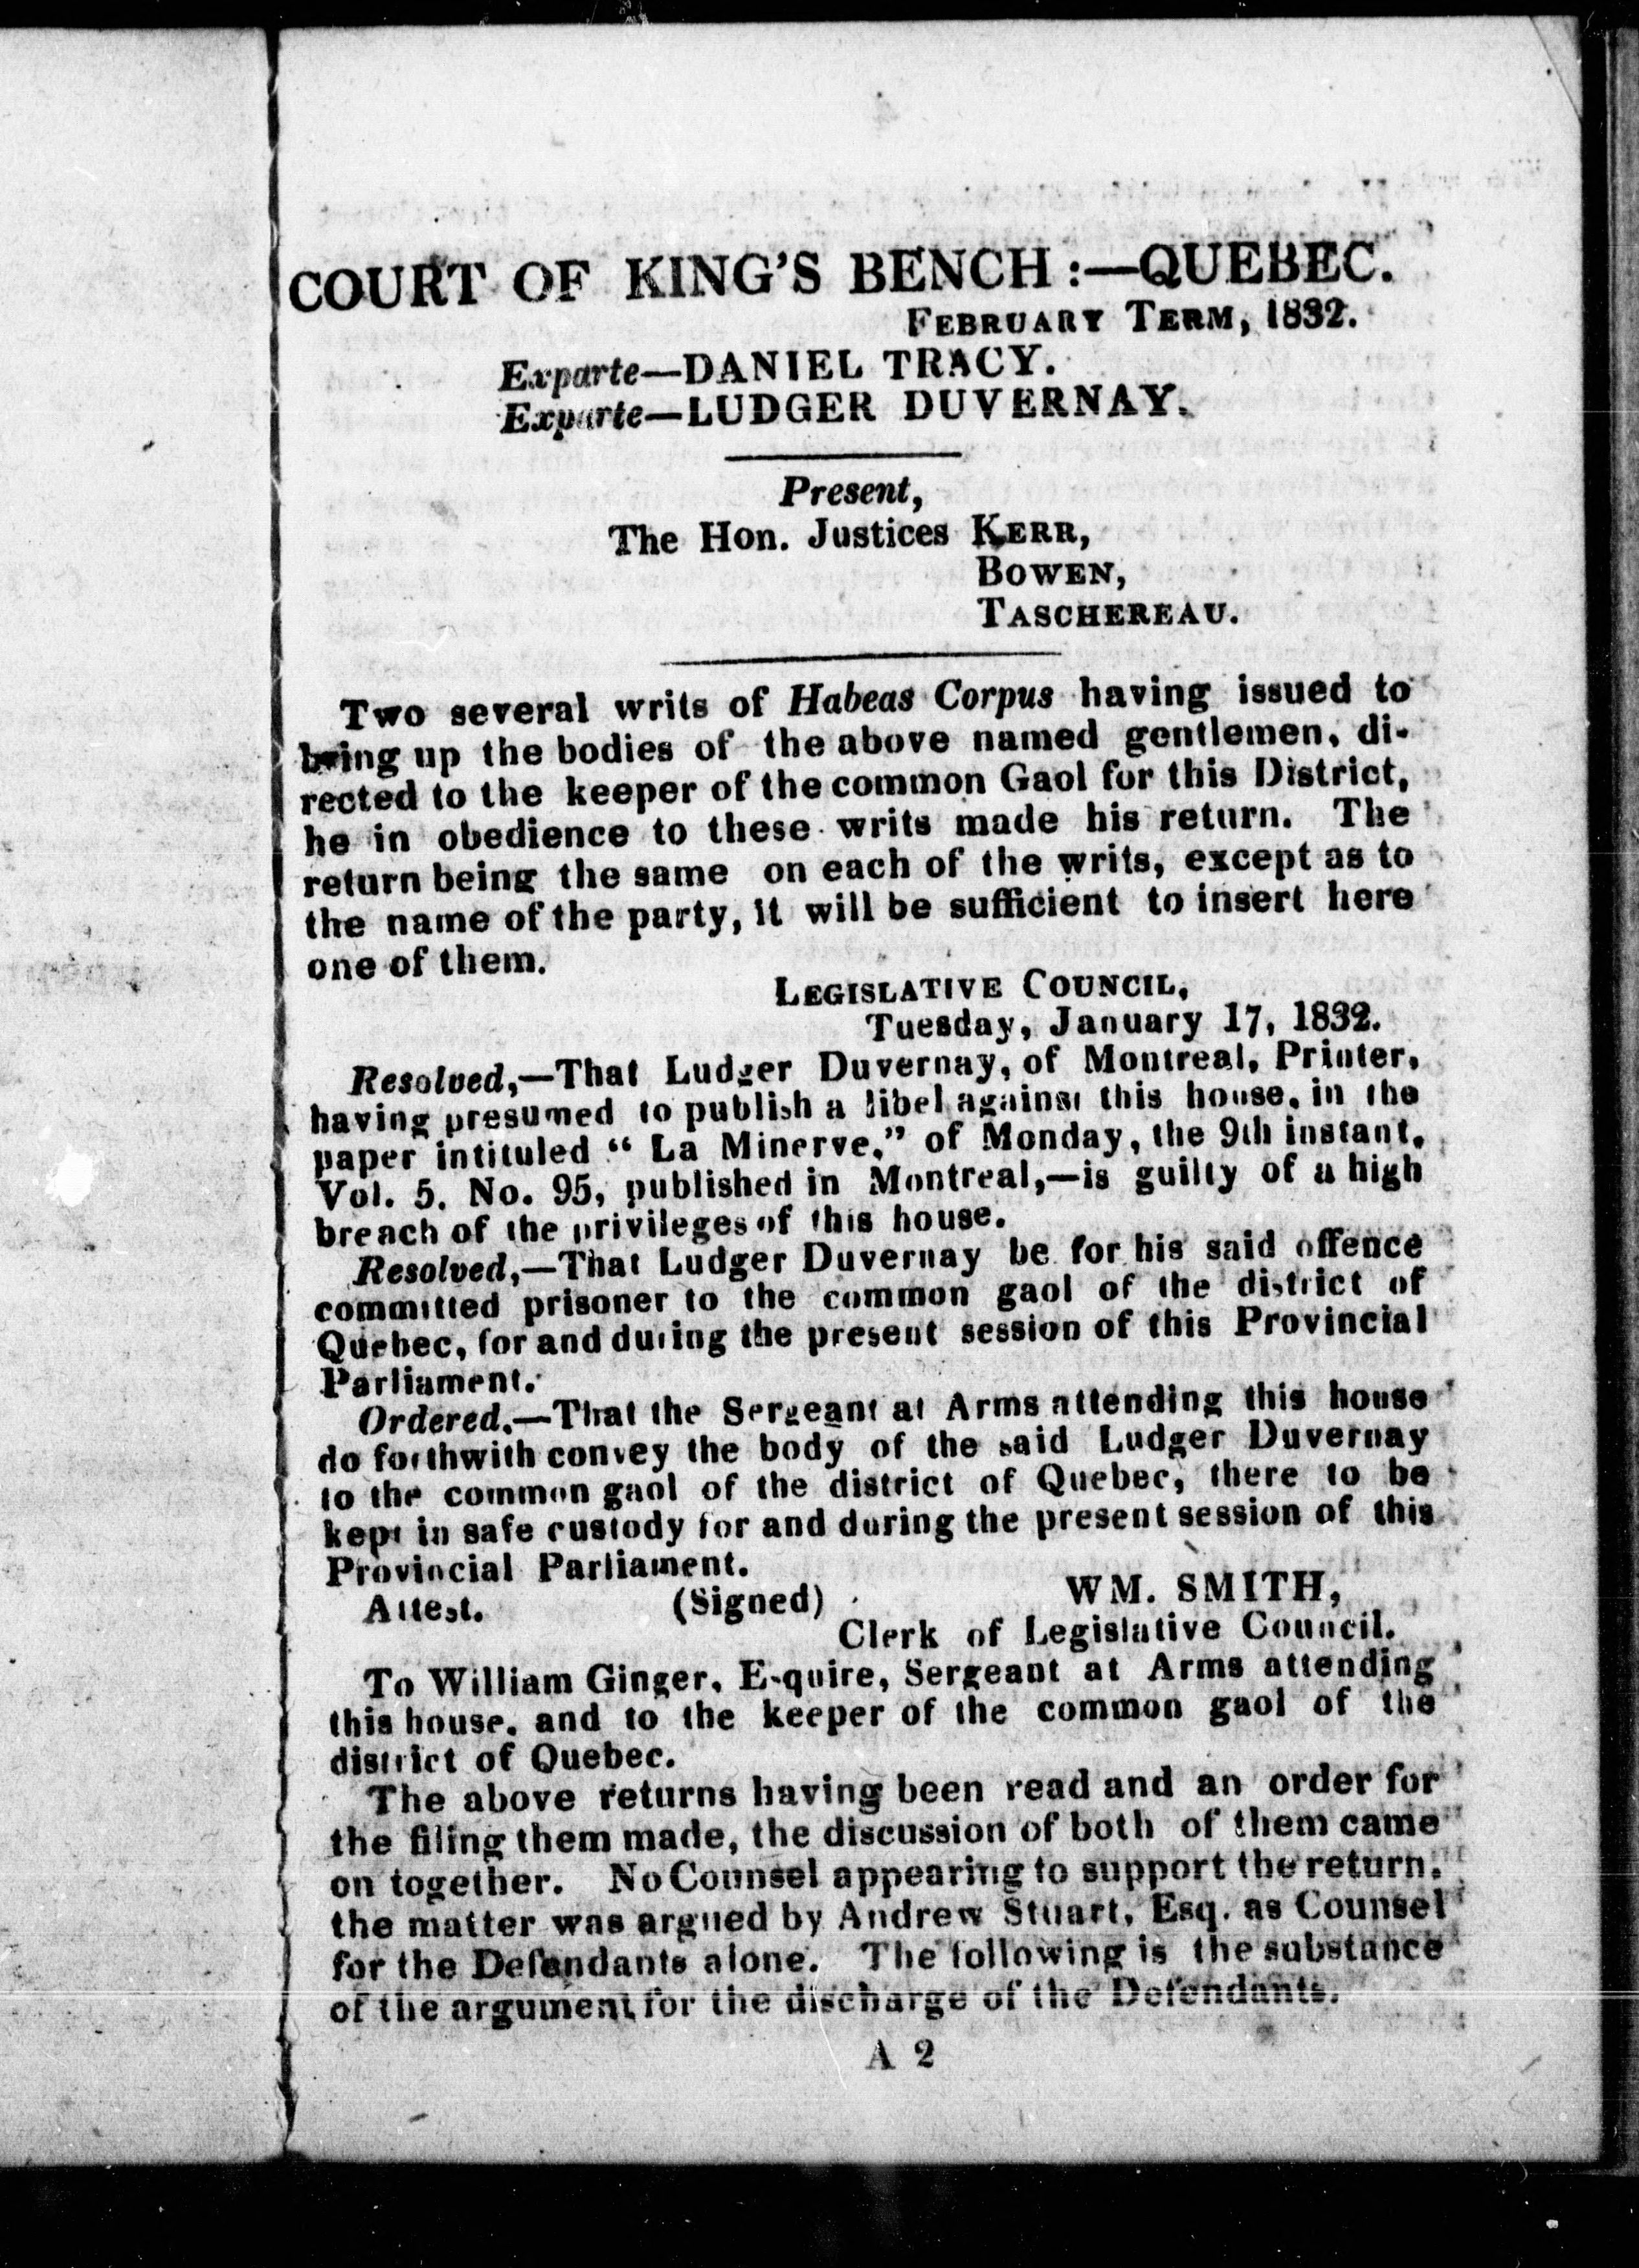 COURT OF KING'S BENCH:—QUEBEC.
FEBRUARY TERM, 1832.
Exparte—DANIEL TRACY.
Exparte—LUDGER DUVERNAY.
Present,
The Hon. Justices KERR,
BOWEN,
TASCHEREAU.
Two several writs of Habeas Corpus having issued to
bring up the bodies of the above named gentlemen, di-
rected to the keeper of the common Gaol for this District,
he in obedience to these writs made his return. The
return being the same on each of the writs, except as to
the name of the party, it will be sufficient to insert here
one of them.
LEGISLATIVE COUNCIL,
Tuesday, January 17, 1832.
Resolved,—That Ludger Duvernay, of Montreal, Printer,
having presumed to publish a libel against this house, in the
paper intituled "La Minerve," of Monday, the 9th instant,
Vol. 5. No. 95, published in Montreal,—is guilty of a high
breach of the privileges of this house.
Resolved,—That Ludger Duvernay be for his said offence
committed prisoner to the common gaol of the district of
Quebec, for and during the present session of this Provincial
Parliament.
Ordered,—That the Sergeant at Arms attending this house
do forthwith convey the body of the said Ludger Duvernay
to the common gaol of the district of Quebec, there to be
kept in safe custody for and during the present session of this
Provincial Parliament.
Attest. (Signed) WM. SMITH,
Clerk of Legislative Council.
To William Ginger, Esquire, Sergeant at Arms attending
this house, and to the keeper of the common gaol of the
district of Quebec.
The above returns having been read and an order for
the filing them made, the discussion of both of them came
on together. No Counsel appearing to support the return,
the matter was argued by Andrew Stuart, Esq. as Counsel
for the Defendants alone. The following is the substance
of the argument for the discharge of the Defendants.
A 2